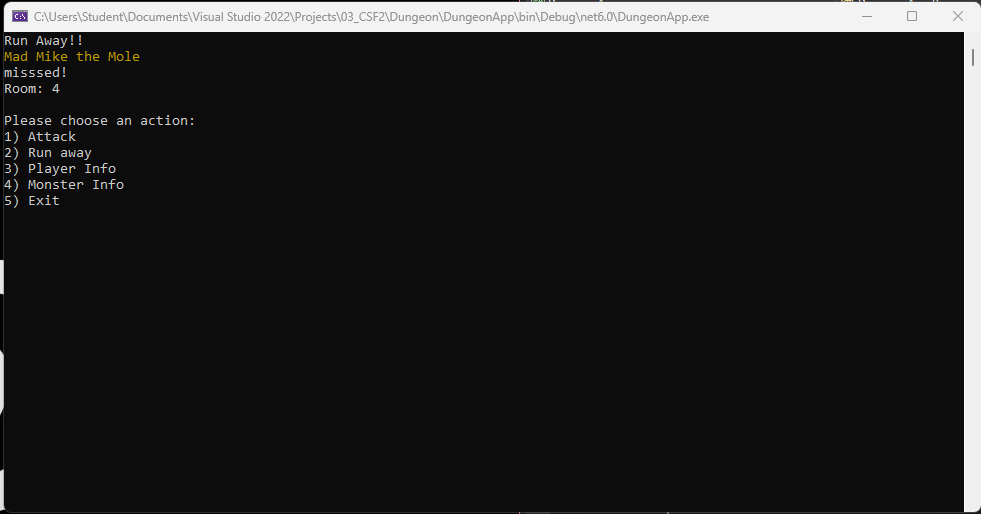 C:\Users\Student\Documents\Visual Studio 2022\Projects\03_CSF2\Dungeon\DungeonApp\bin\Debug\net6.0\DungeonApp.exe
Run Away!!
Mad Mike the Mole
misssed!
Room: 4
Please choose an action:
1) Attack
2) Run away
3) Player Info
4) Monster Info
5) Exit